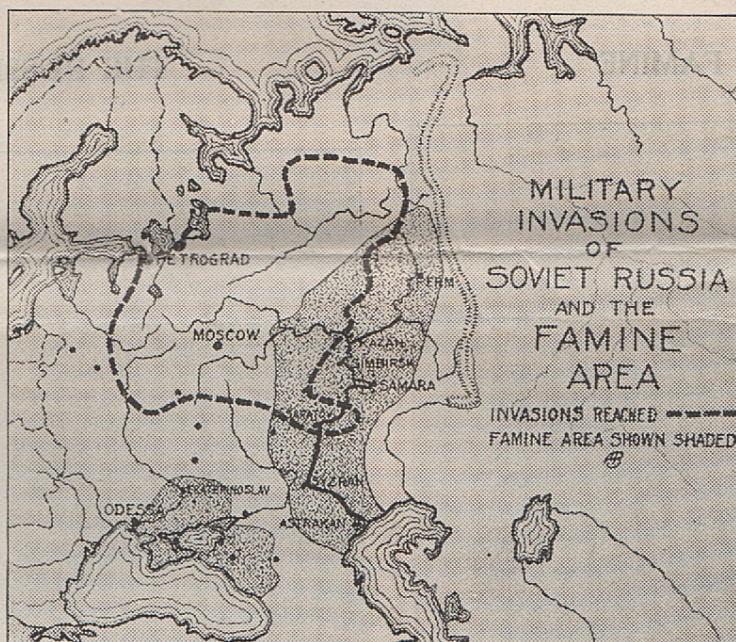 MILITARY
INVASIONS
OF
SOVIET RUSSIA
AND THE
FAMINE
AREA
INVASIONS REACHED
FAMINE AREA SHOWN SHADED
PETROGRAD
PERM
MOSCOW
KAZAN
SIMBIRSK
SAMARA
SARATOV
SYZRAN
EKATERINOSLAV
ODESSA
ASTRAKAN